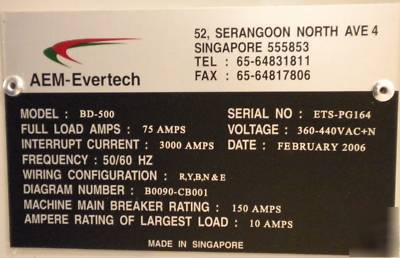 52, SERANGOON NORTH AVE 4
SINGAPORE 555853
TEL : 65-64831811
FAX : 65-64817806
AEM-Evertech
MODEL : BD-500 SERIAL NO : ETS-PG164
FULL LOAD AMPS : 75 AMPS VOLTAGE : 360-440VAC+N
INTERRUPT CURRENT : 3000 AMPS DATE : FEBRUARY 2006
FREQUENCY : 50/60 HZ
WIRING CONFIGURATION : R,Y,B,N & E
DIAGRAM NUMBER : B0090-CB001
MACHINE MAIN BREAKER RATING : 150 AMPS
AMPERE RATING OF LARGEST LOAD : 10 AMPS
MADE IN SINGAPORE